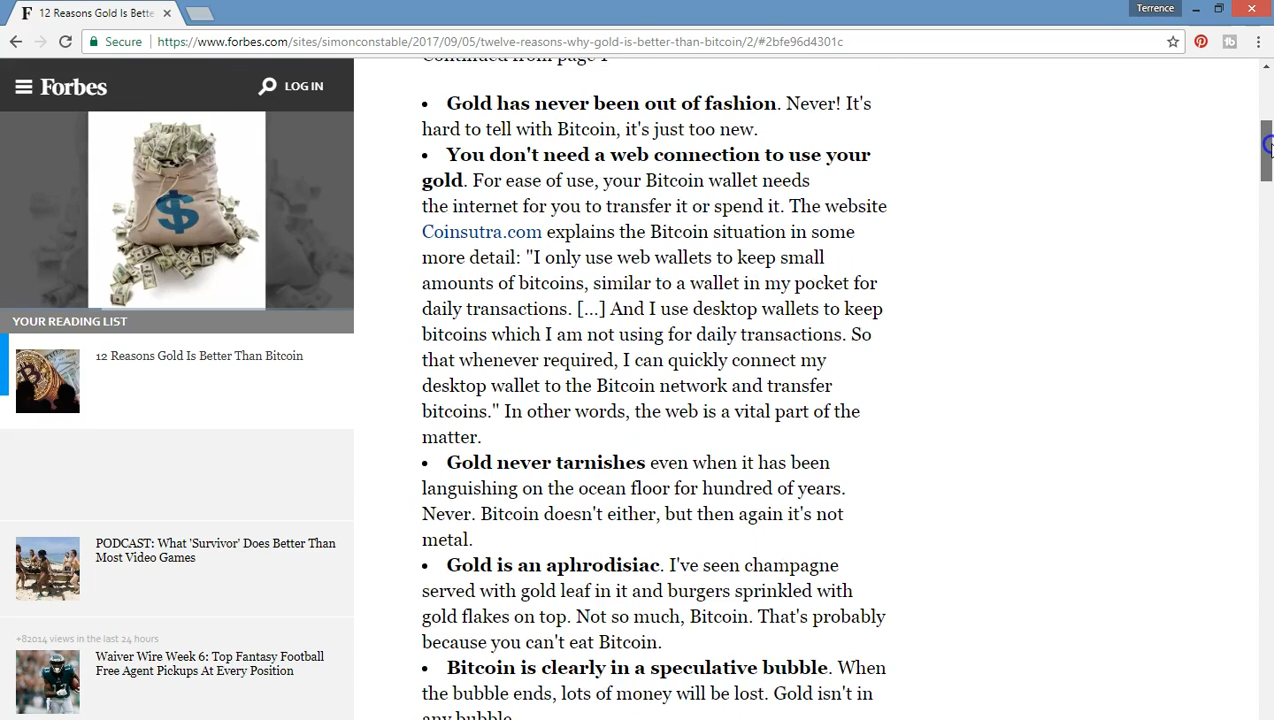 12 Reasons Gold Is Bette
Terrence
Secure
https://www.forbes.com/sites/simonconstable/2017/09/05/twelve-reasons-why-gold-is-better-than-bitcoin/2/#2bfe96d4301c
Forbes
LOG IN
$
YOUR READING LIST
12 Reasons Gold Is Better Than Bitcoin
PODCAST: What 'Survivor' Does Better Than
Most Video Games
+82014 views in the last 24 hours
Waiver Wire Week 6: Top Fantasy Football
Free Agent Pickups At Every Position
Continued from page 1
• Gold has never been out of fashion. Never! It's
hard to tell with Bitcoin, it's just too new.
• You don't need a web connection to use your
gold. For ease of use, your Bitcoin wallet needs
the internet for you to transfer it or spend it. The website
Coinsutra.com explains the Bitcoin situation in some
more detail: "I only use web wallets to keep small
amounts of bitcoins, similar to a wallet in my pocket for
daily transactions. [...] And I use desktop wallets to keep
bitcoins which I am not using for daily transactions. So
that whenever required, I can quickly connect my
desktop wallet to the Bitcoin network and transfer
bitcoins." In other words, the web is a vital part of the
matter.
• Gold never tarnishes even when it has been
languishing on the ocean floor for hundred of years.
Never. Bitcoin doesn't either, but then again it's not
metal.
• Gold is an aphrodisiac. I've seen champagne
served with gold leaf in it and burgers sprinkled with
gold flakes on top. Not so much, Bitcoin. That's probably
because you can't eat Bitcoin.
• Bitcoin is clearly in a speculative bubble. When
the bubble ends, lots of money will be lost. Gold isn't in
any bubble.